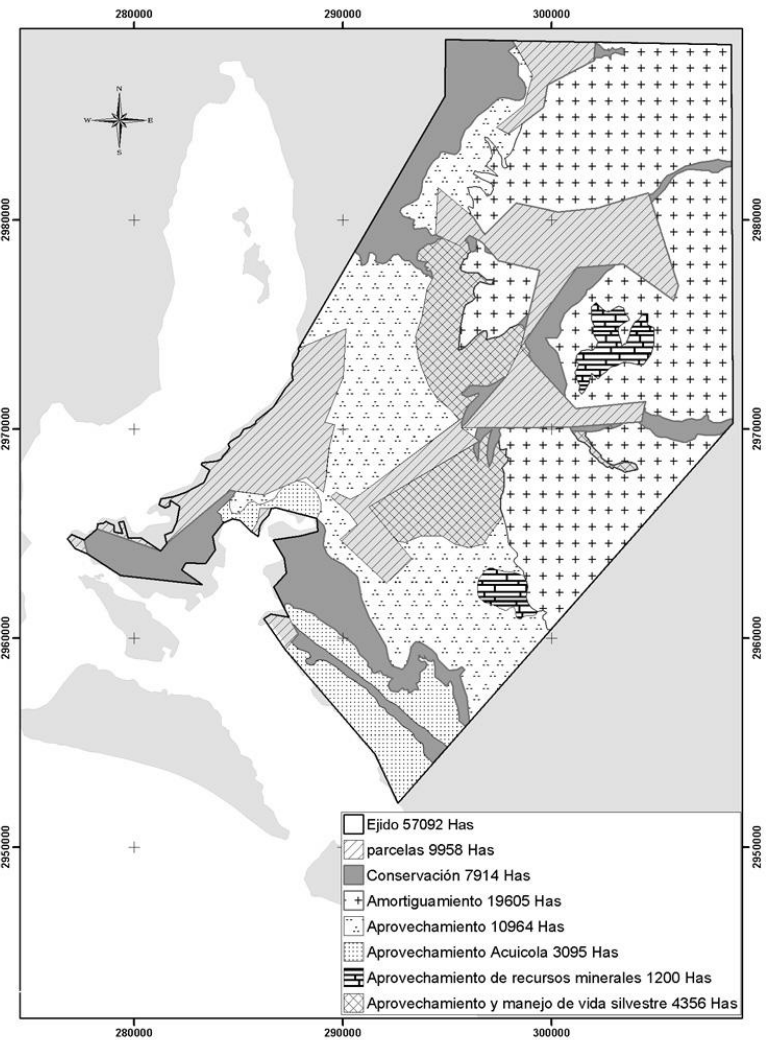 280000 290000 300000
N
W E
S
2980000 2980000
2970000 2970000
2960000 2960000
2950000 2950000
Ejido 57092 Has
parcelas 9958 Has
Conservación 7914 Has
Amortiguamiento 19605 Has
Aprovechamiento 10964 Has
Aprovechamiento Acuicola 3095 Has
Aprovechamiento de recursos minerales 1200 Has
Aprovechamiento y manejo de vida silvestre 4356 Has
280000 290000 300000